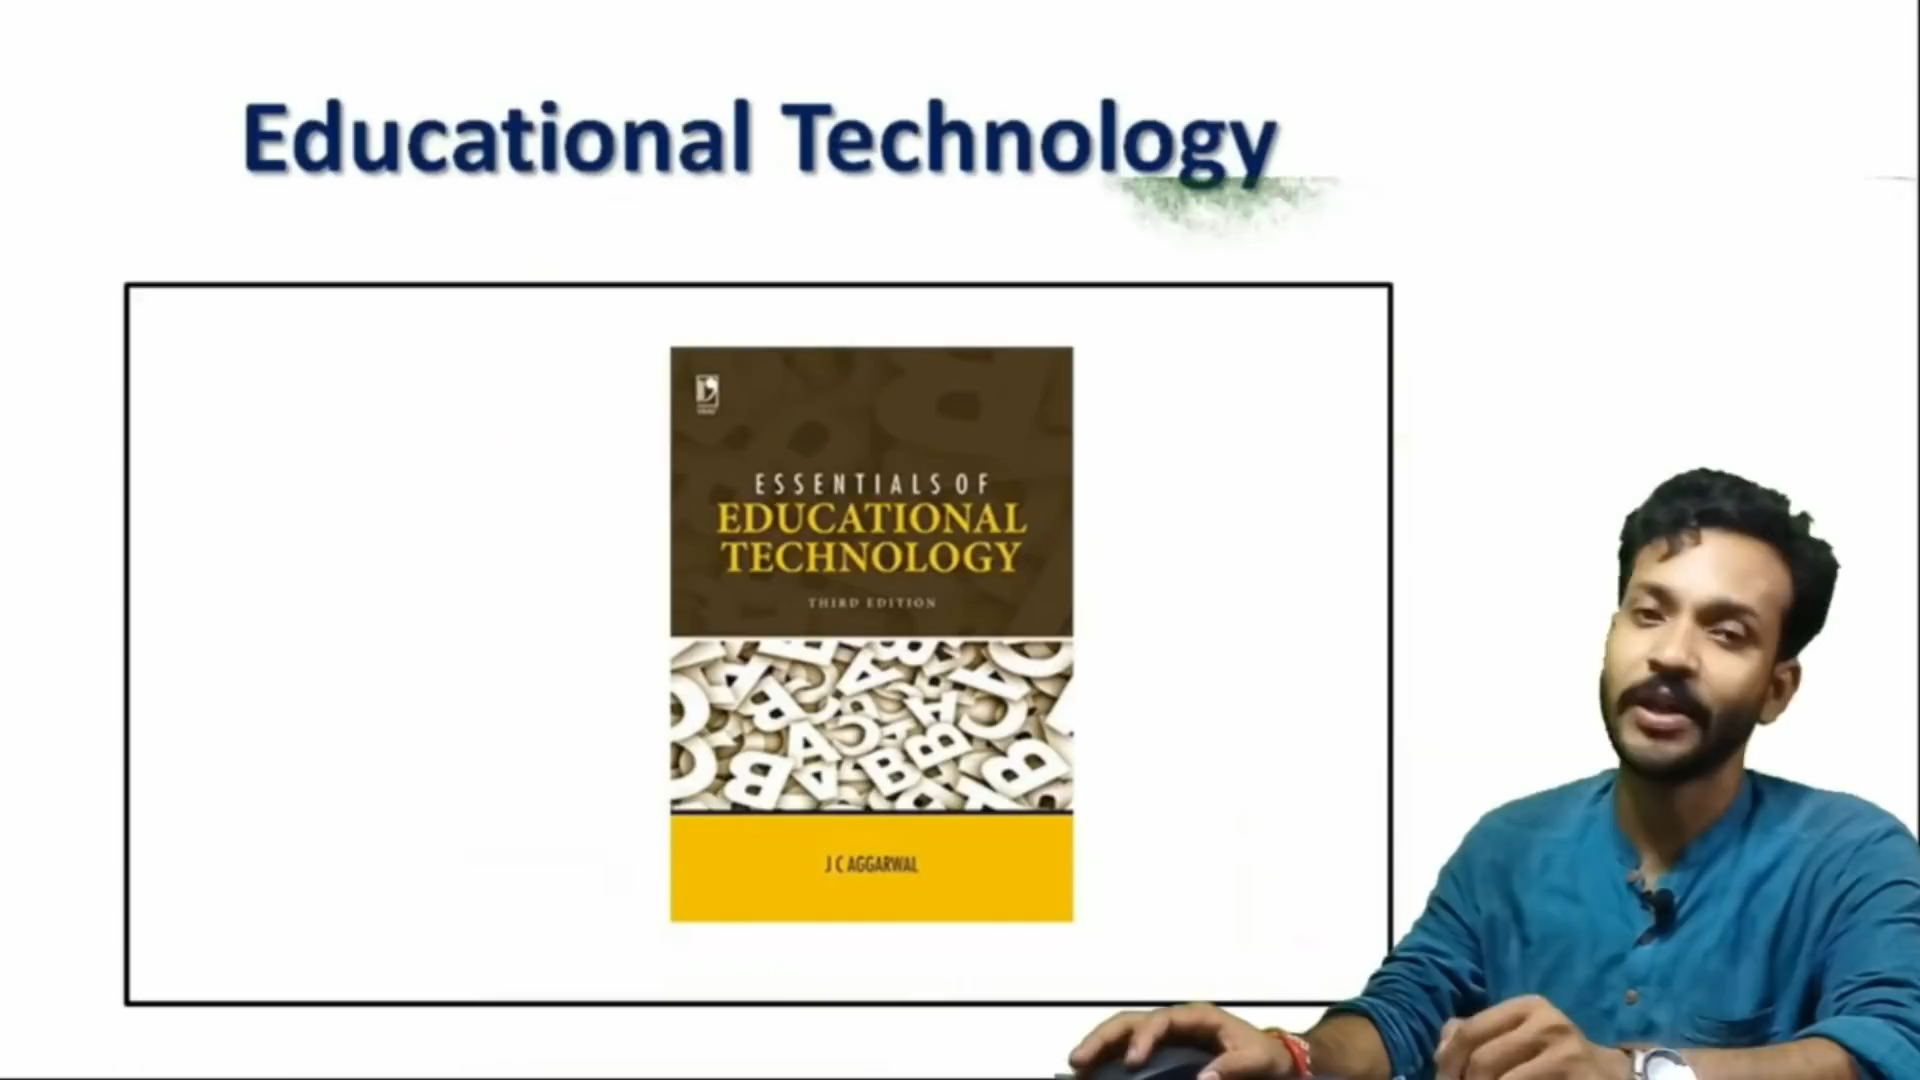 Educational Technology
ESSENTIALS OF
EDUCATIONAL
TECHNOLOGY
THIRD EDITION
J C AGGARWAL